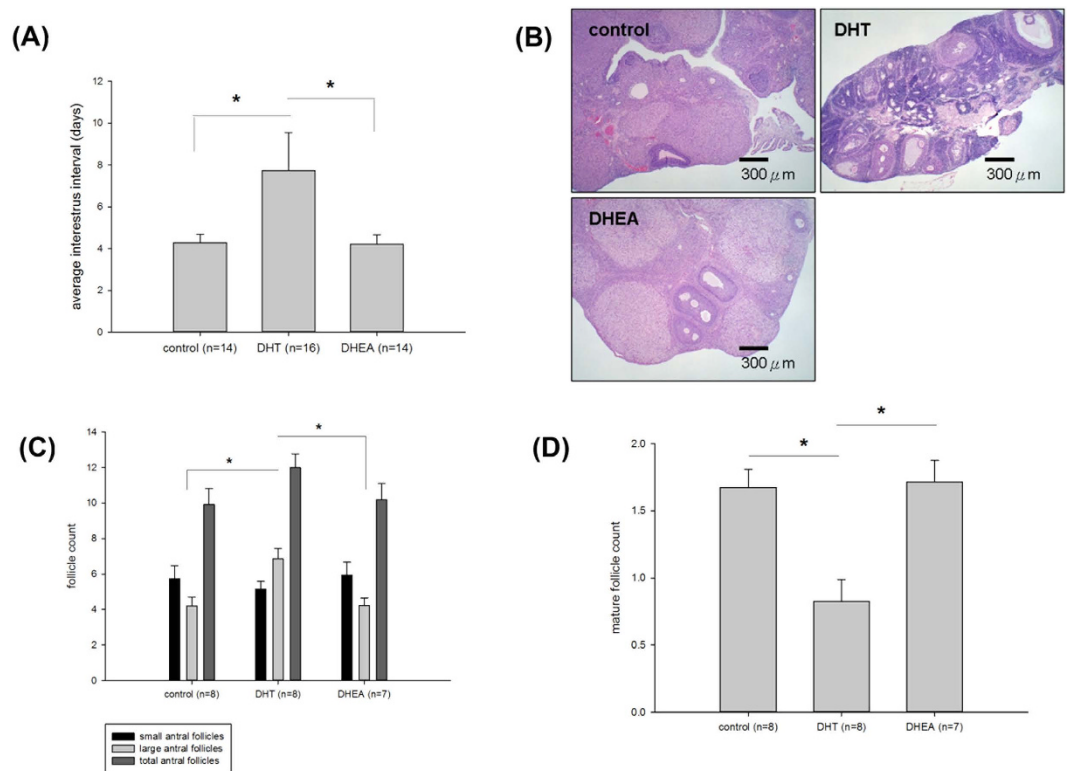 (A)
average interestrus interval (days)
14
12
10
8
6
4
2
0
*
*
control (n=14)
DHT (n=16)
DHEA (n=14)
(B)
control
300 μm
DHT
300 μm
DHEA
300 μm
(C)
follicle count
14
12
10
8
6
4
2
0
*
*
control (n=8)
DHT (n=8)
DHEA (n=7)
small antral follicles
large antral follicles
total antral follicles
(D)
mature follicle count
2.0
1.5
1.0
0.5
0.0
*
*
control (n=8)
DHT (n=8)
DHEA (n=7)